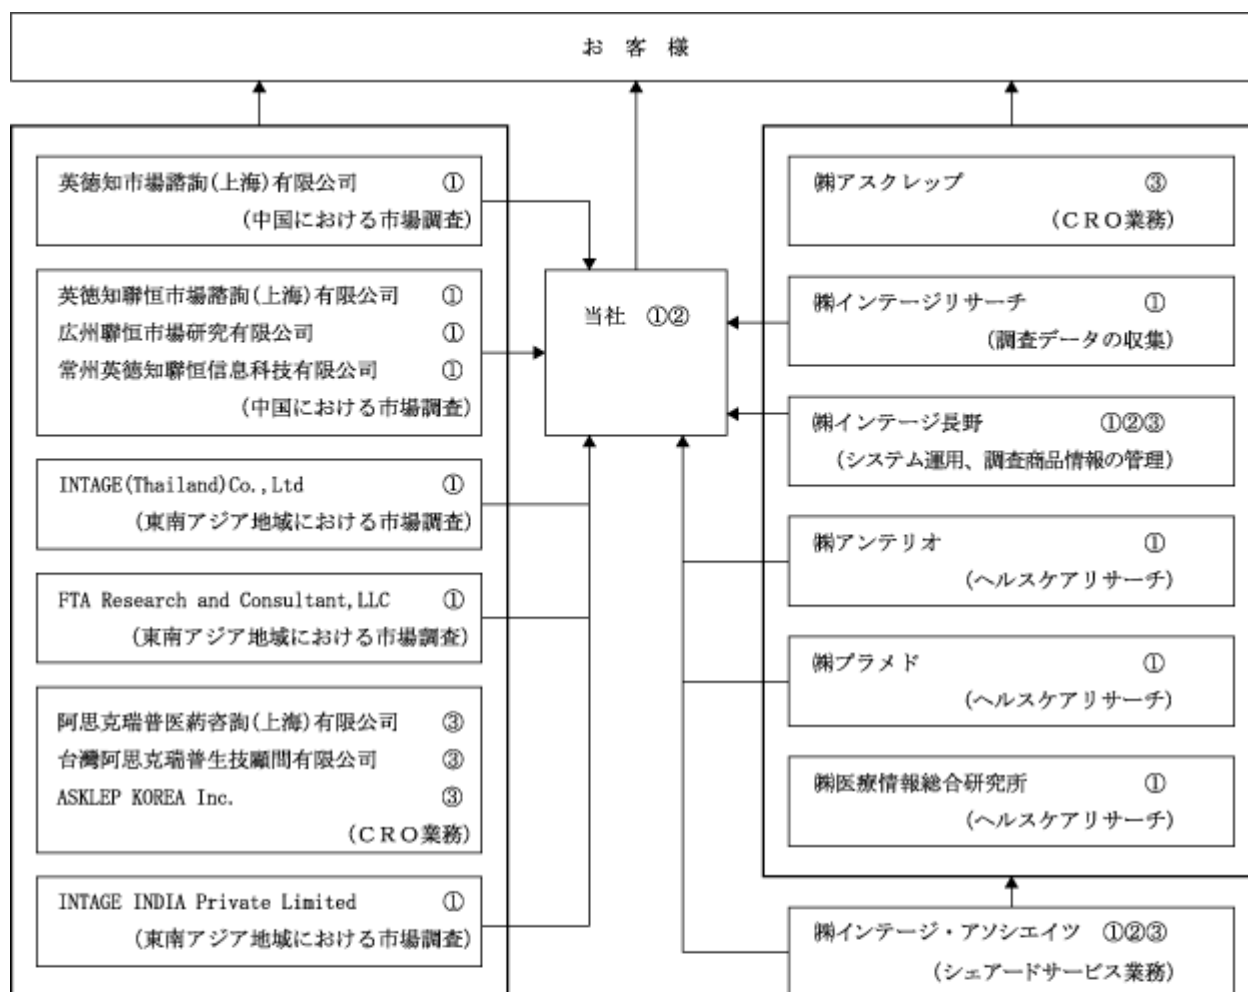 お 客 様
英徳知市場諮詢(上海)有限公司 ①
(中国における市場調査)
英徳知聯恒市場諮詢(上海)有限公司 ①
広州聯恒市場研究有限公司 ①
常州英徳知聯恒信息科技有限公司 ①
(中国における市場調査)
INTAGE(Thailand)Co.,Ltd ①
(東南アジア地域における市場調査)
FTA Research and Consultant,LLC ①
(東南アジア地域における市場調査)
阿思克瑞普医葯咨詢(上海)有限公司 ③
台灣阿思克瑞普生技顧問有限公司 ③
ASKLEP KOREA Inc. ③
(CRO業務)
INTAGE INDIA Private Limited ①
(東南アジア地域における市場調査)
当社 ①②
㈱アスクレップ ③
(CRO業務)
㈱インテージリサーチ ①
(調査データの収集)
㈱インテージ長野 ①②③
(システム運用、調査商品情報の管理)
㈱アンテリオ ①
(ヘルスケアリサーチ)
㈱プラメド ①
(ヘルスケアリサーチ)
㈱医療情報総合研究所 ①
(ヘルスケアリサーチ)
㈱インテージ・アソシエイツ ①②③
(シェアードサービス業務)